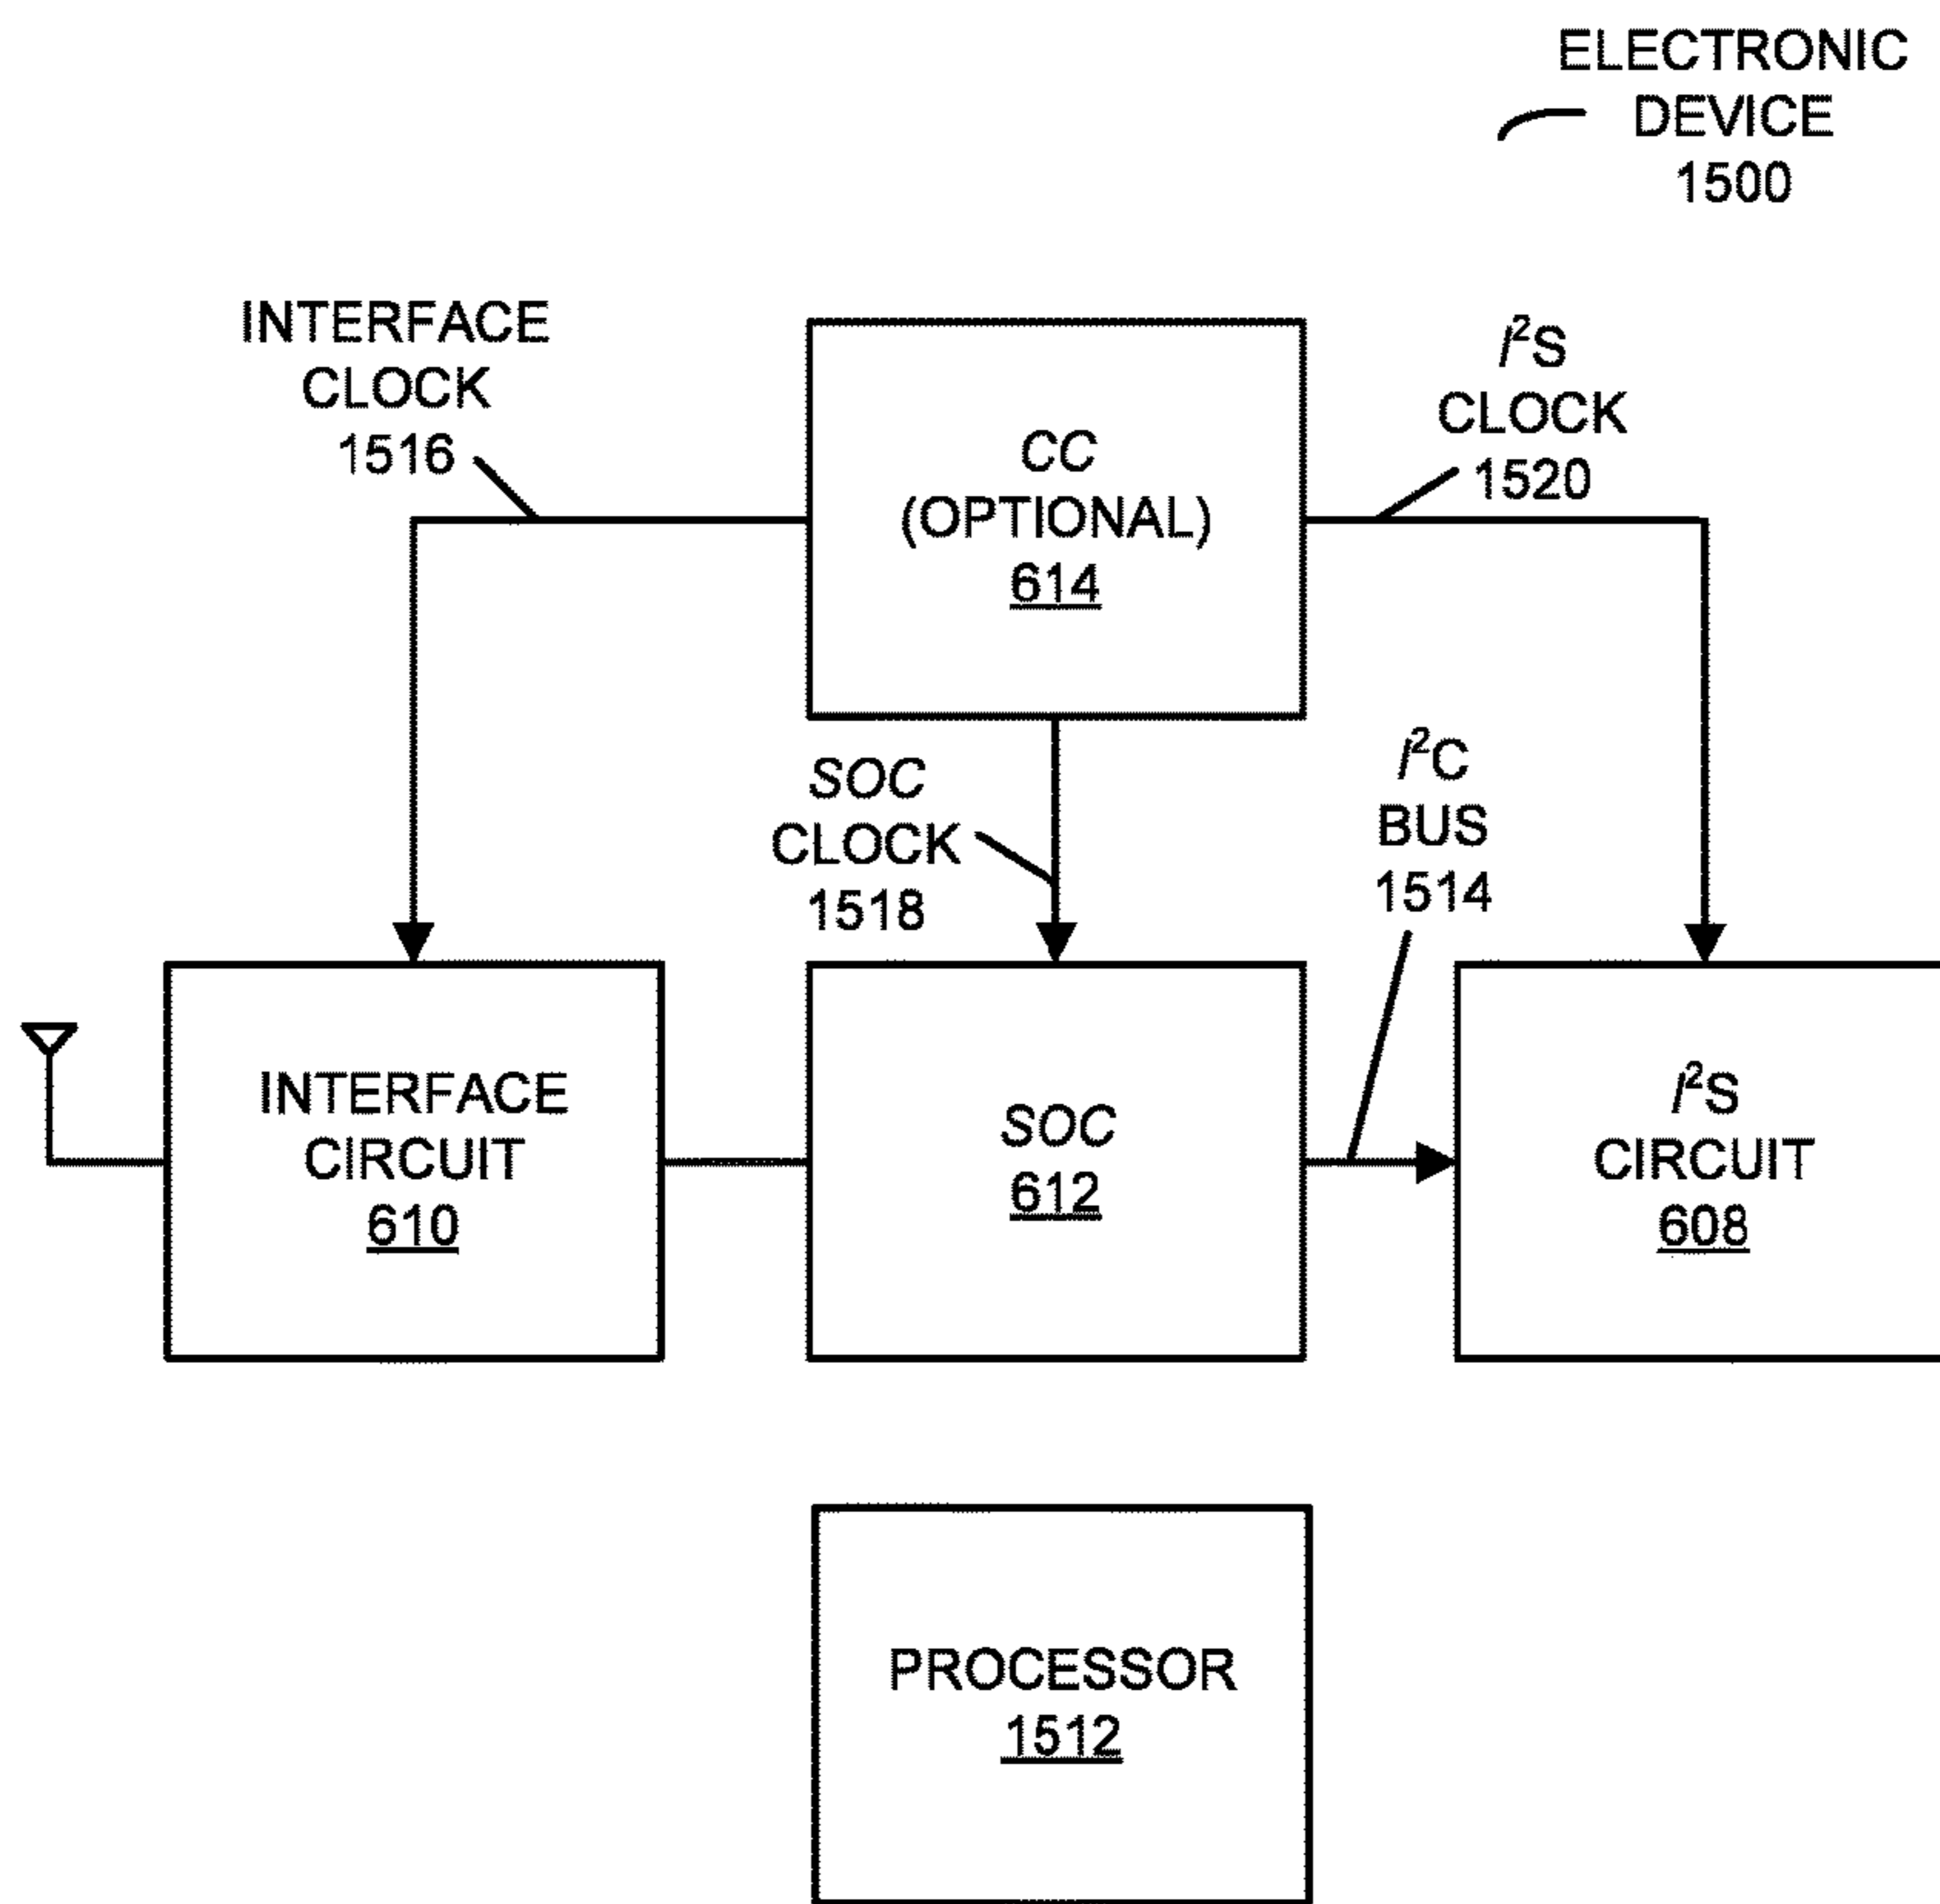 ELECTRONIC
DEVICE
1500
INTERFACE
CLOCK
1516
CC
(OPTIONAL)
614
I²S
CLOCK
1520
SOC
CLOCK
1518
I²C
BUS
1514
INTERFACE
CIRCUIT
610
SOC
612
I²S
CIRCUIT
608
PROCESSOR
1512